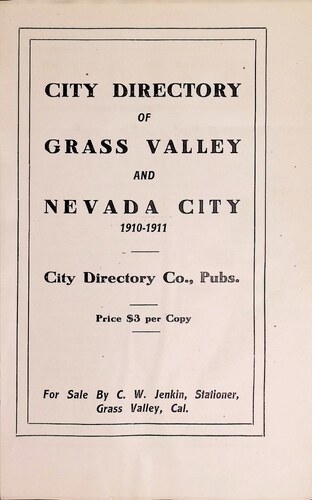 CITY DIRECTORY
OF
GRASS VALLEY
AND
NEVADA CITY
1910-1911
City Directory Co., Pubs.
Price $3 per Copy
For Sale By C. W. Jenkin, Stationer,
Grass Valley, Cal.